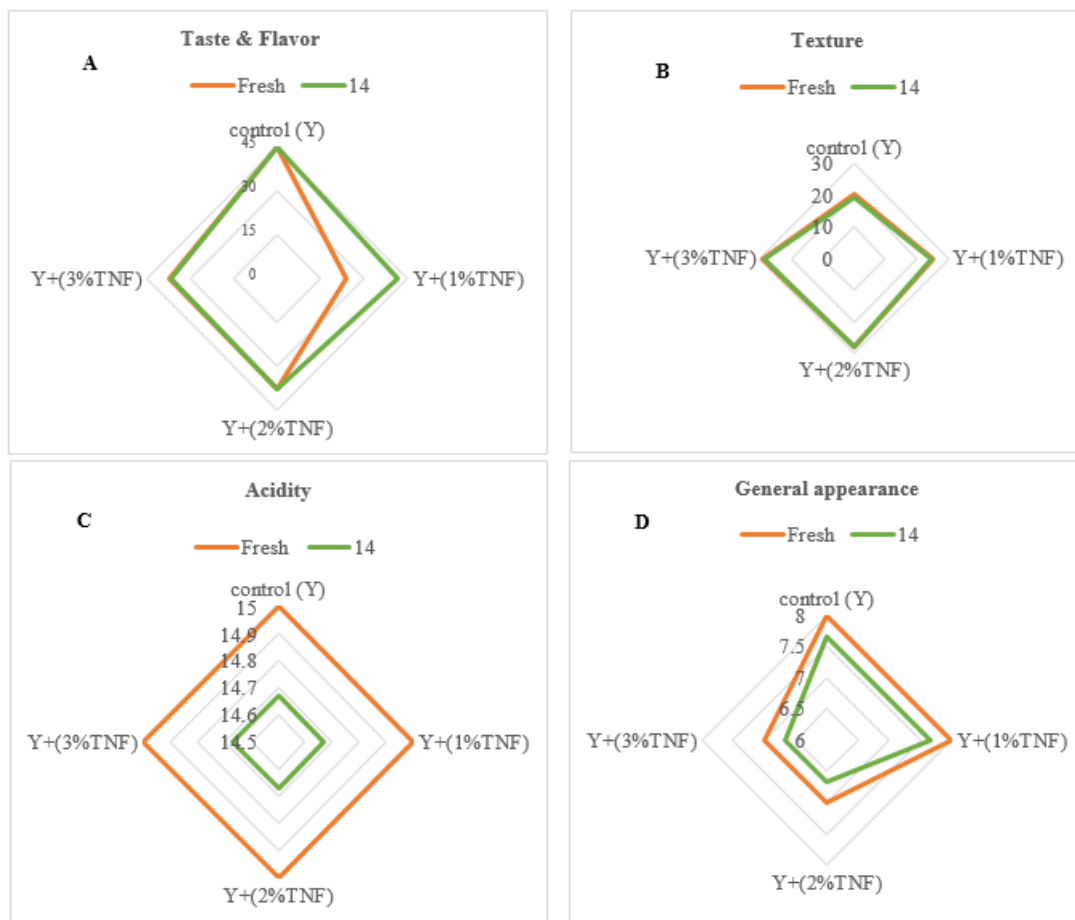 Taste & Flavor
A
Fresh 14
control (Y)
45
30
15
0
Y+(3%TNF) Y+(1%TNF)
Y+(2%TNF)
Texture
B
Fresh 14
control (Y)
30
20
10
0
Y+(3%TNF) Y+(1%TNF)
Y+(2%TNF)
Acidity
C
Fresh 14
control (Y)
15
14.9
14.8
14.7
14.6
14.5
Y+(3%TNF) Y+(1%TNF)
Y+(2%TNF)
General appearance
D
Fresh 14
control (Y)
8
7.5
7
6.5
6
Y+(3%TNF) Y+(1%TNF)
Y+(2%TNF)